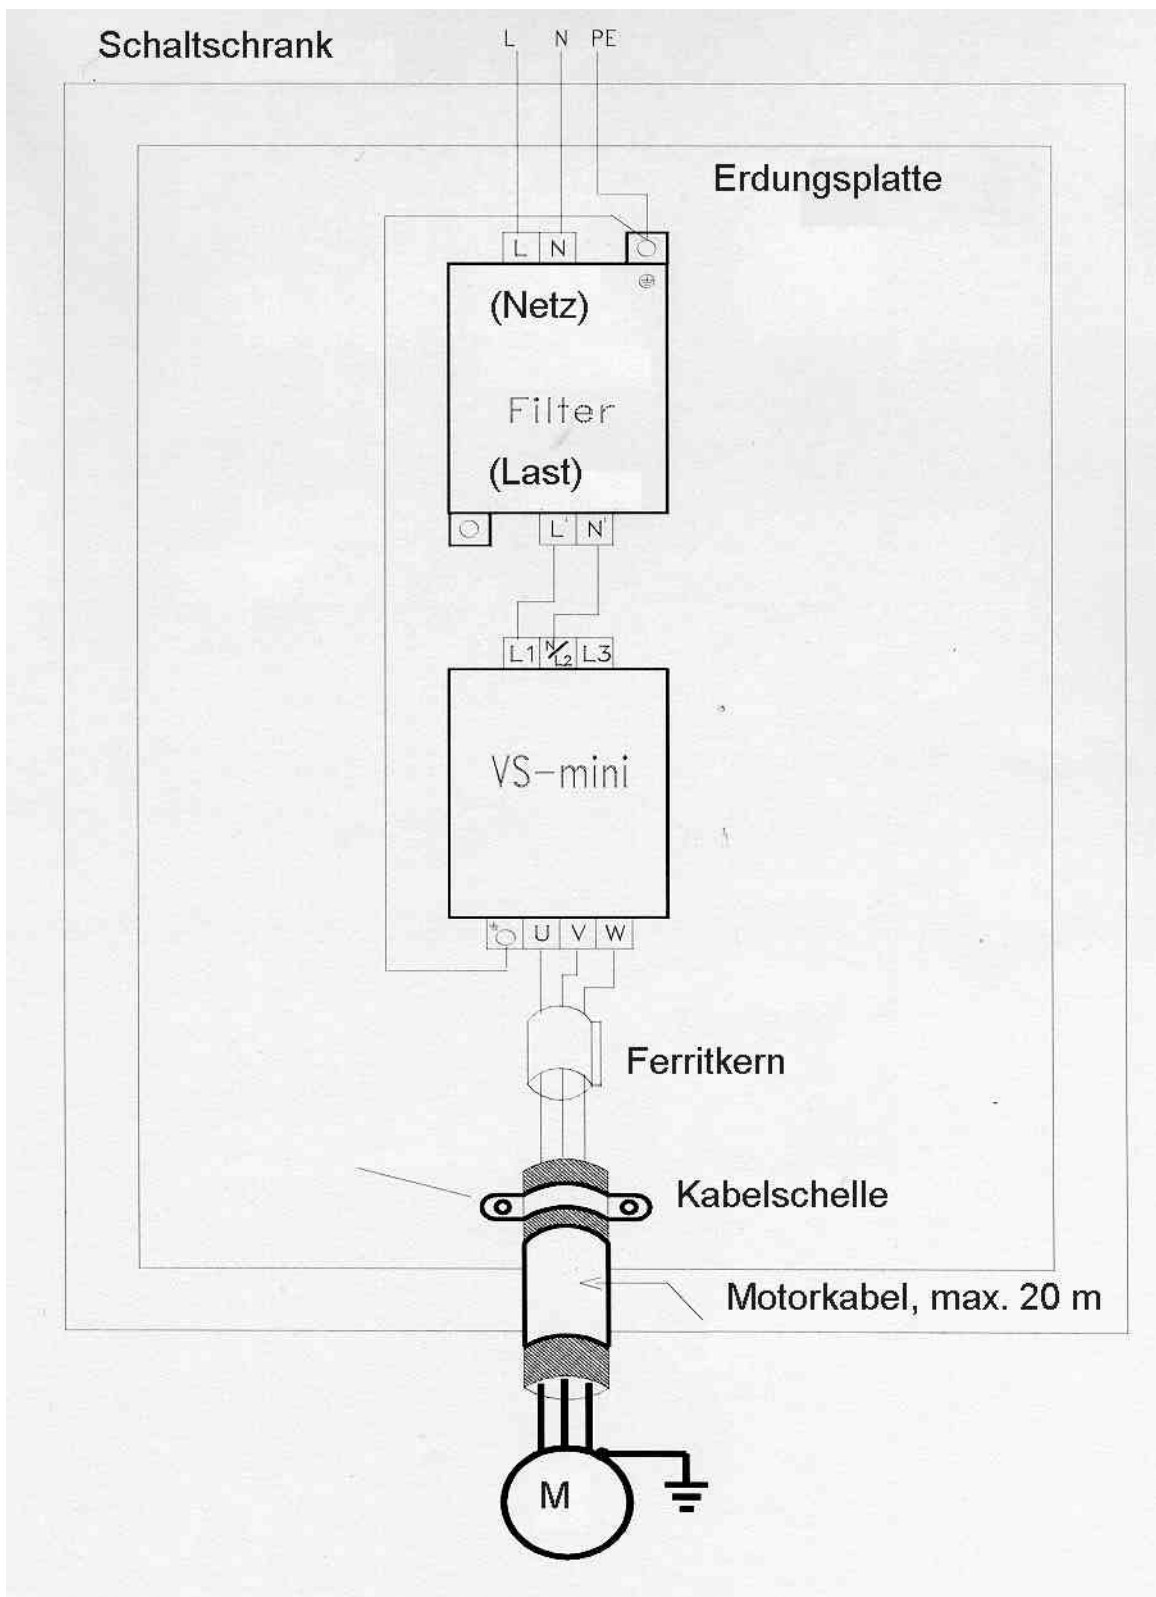 Schaltschrank
L N PE
Erdungsplatte
L N
(Netz)
Filter
(Last)
L' N'
L1 N/L2 L3
VS-mini
U V W
Ferritkern
Kabelschelle
Motorkabel, max. 20 m
M